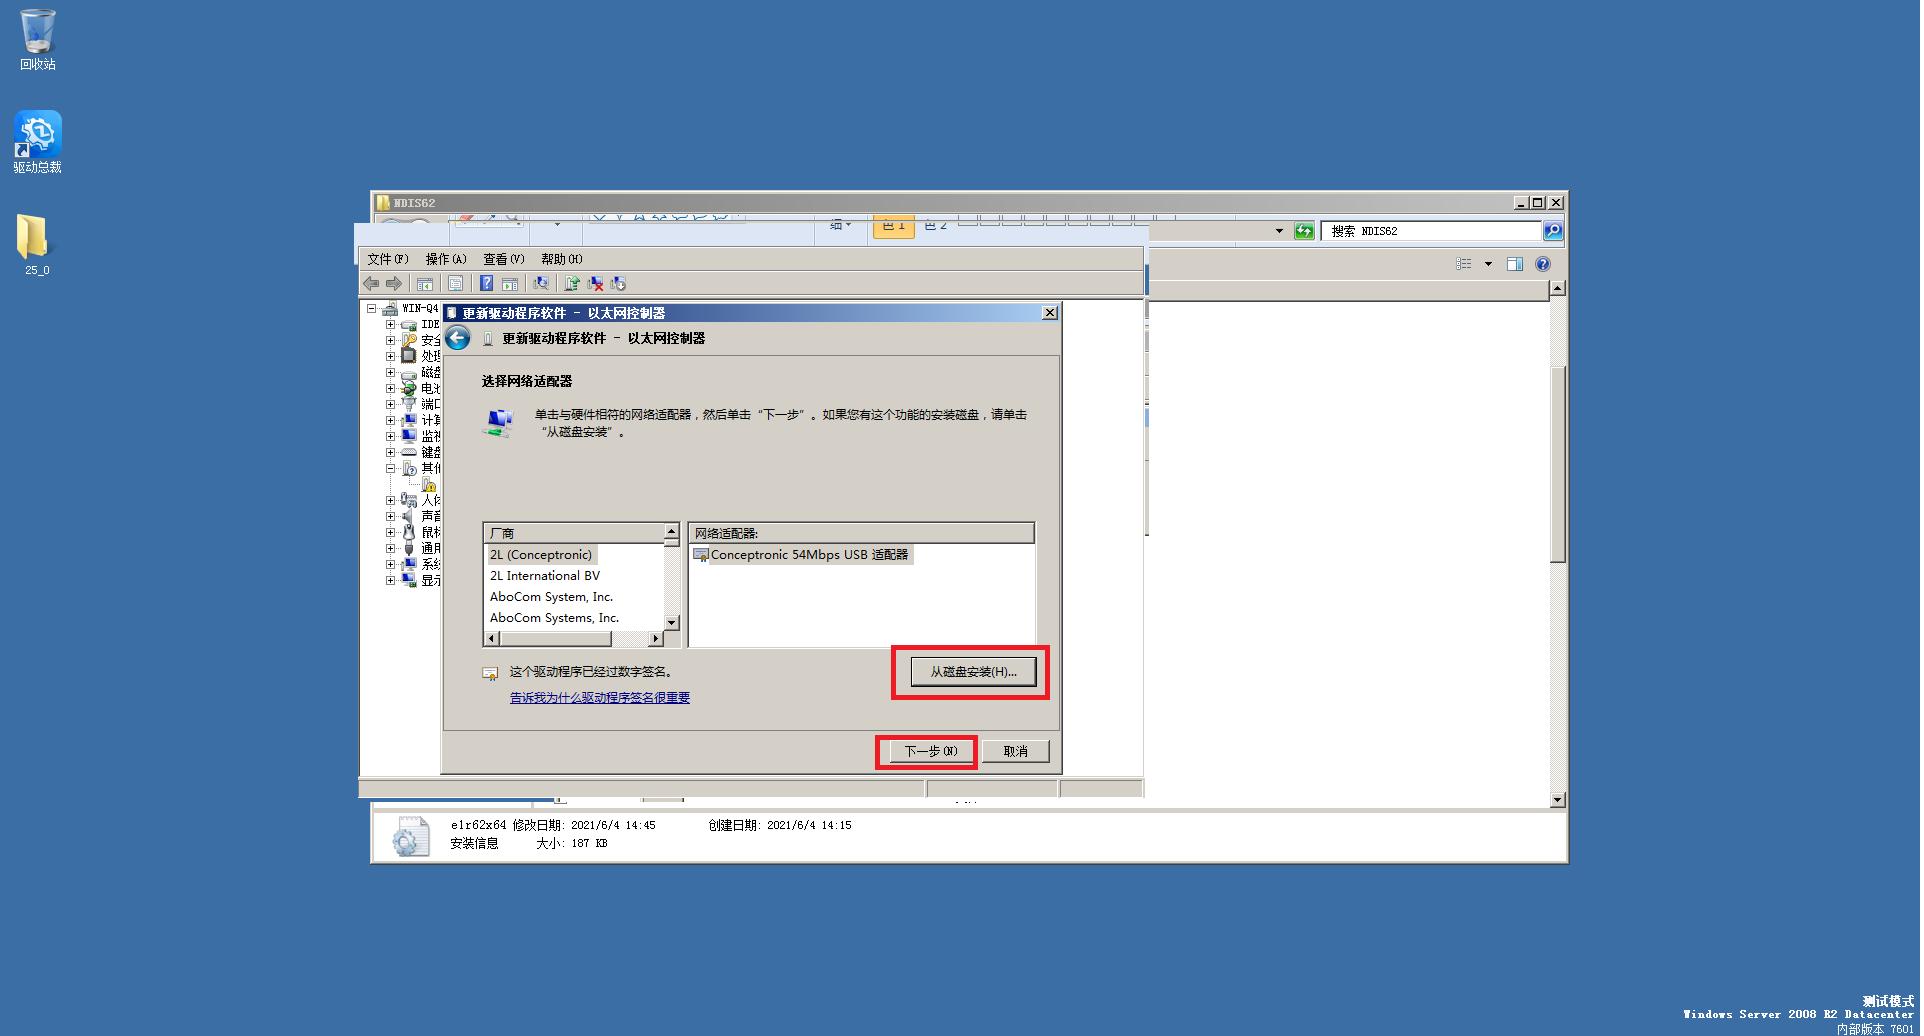 回收站
驱动总裁
25_0
NDIS62
细
色 1
色 2
搜索 NDIS62
文件(F)
操作(A)
查看(V)
帮助(H)
WIN-Q4
IDE
安全
处理
磁盘
电池
端口
计算
监视
键盘
其他
人体
声音
鼠标
通用
系统
显示
更新驱动程序软件 - 以太网控制器
更新驱动程序软件 - 以太网控制器
选择网络适配器
单击与硬件相符的网络适配器，然后单击“下一步”。如果您有这个功能的安装磁盘，请单击
“从磁盘安装”。
厂商
2L (Conceptronic)
2L International BV
AboCom System, Inc.
AboCom Systems, Inc.
网络适配器:
Conceptronic 54Mbps USB 适配器
这个驱动程序已经过数字签名。
告诉我为什么驱动程序签名很重要
从磁盘安装(H)...
下一步(N)
取消
e1r62x64 修改日期: 2021/6/4 14:45 创建日期: 2021/6/4 14:15
安装信息 大小: 187 KB
测试模式
Windows Server 2008 R2 Datacenter
内部版本 7601